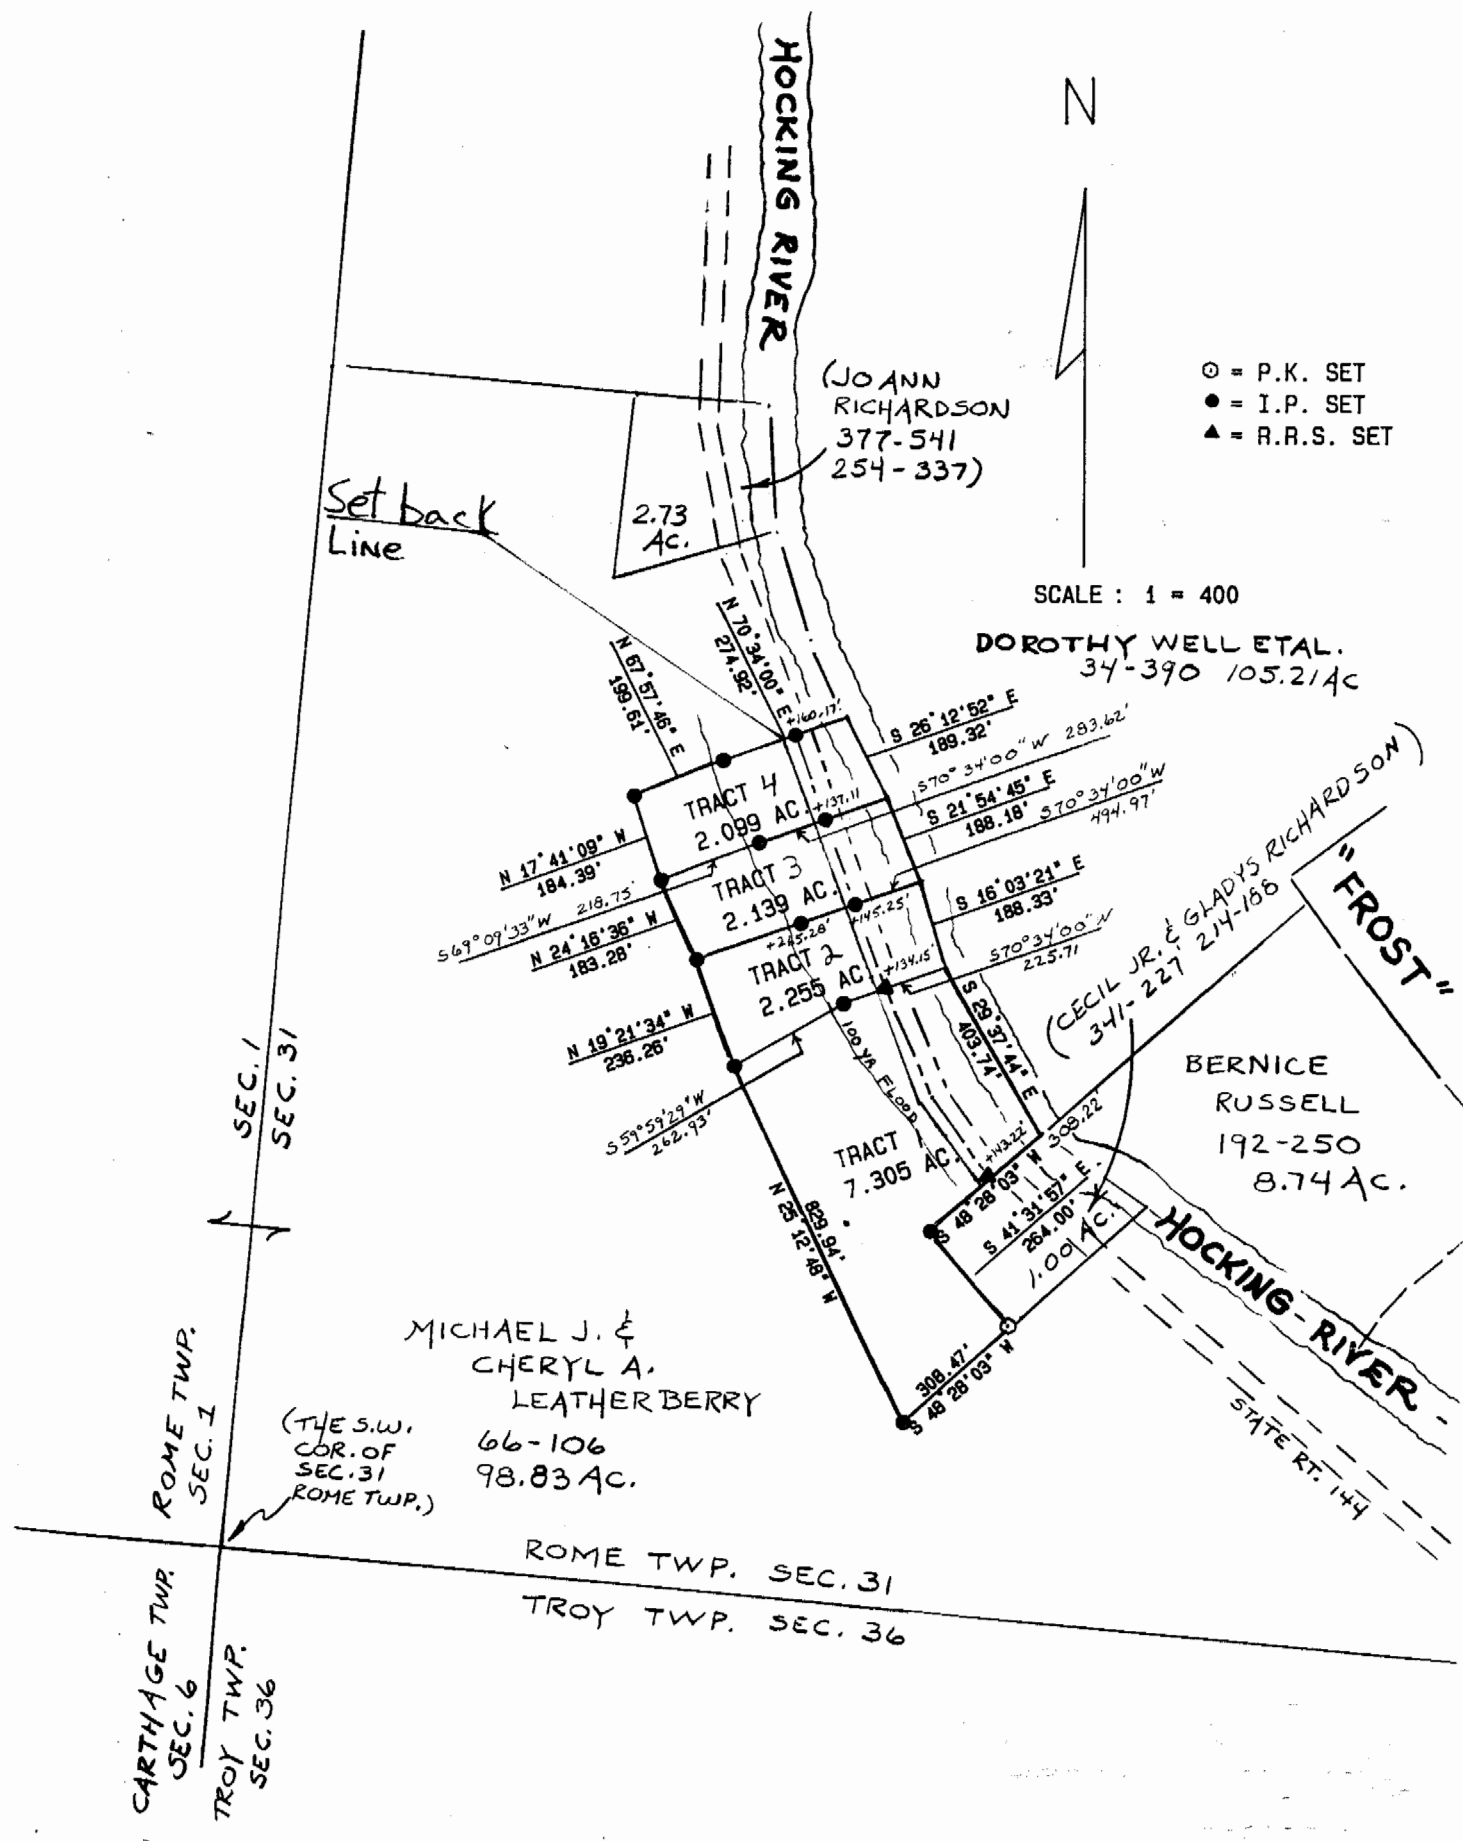 HOCKING RIVER
N
(JO ANN
RICHARDSON
377-541
254-337)
⊙ = P.K. SET
● = I.P. SET
▲ = R.R.S. SET
Set back
Line
2.73
AC.
SCALE : 1 = 400
DOROTHY WELL ETAL.
34-390 105.21 AC
N 70°34'00" E
274.92'
N 67°57'46" E
199.61'
+160.17'
S 26°12'52" E
189.32'
S70°34'00"W 283.62'
TRACT 4
2.099 AC.
+137.11
S 21°54'45" E
188.18'
S70°34'00"W
494.97'
N 17°41'09" W
184.39'
S69°09'33"W 218.75'
TRACT 3
2.139 AC.
N 24°16'36" W
183.28'
S 16°03'21" E
188.33'
+145.25'
TRACT 2
2.255 AC.
+134.15'
S70°34'00"W
225.71
N 19°21'34" W
236.26'
S59°59'29"W
262.93'
100 YR FLOOD
S 29°37'44" E
403.74'
(CECIL JR. & GLADYS RICHARDSON)
341-227 214-188
"FROST"
BERNICE
RUSSELL
192-250
8.74 AC.
SEC. 1
SEC. 31
TRACT
7.305 AC.
+143.22'
308.22'
S 48°28'03" W
S 41°31'57" E
264.00'
1.00 AC.
829.94'
N 25°12'48" W
HOCKING-RIVER-
STATE RT. 144
308.47'
S 48°28'03" W
MICHAEL J. &
CHERYL A.
LEATHERBERRY
66-106
98.83 AC.
ROME TWP.
SEC. 1
(THE S.W.
COR. OF
SEC. 31
ROME TWP.)
ROME TWP. SEC. 31
TROY TWP. SEC. 36
CARTHAGE TWP.
SEC. 6
TROY TWP.
SEC. 36